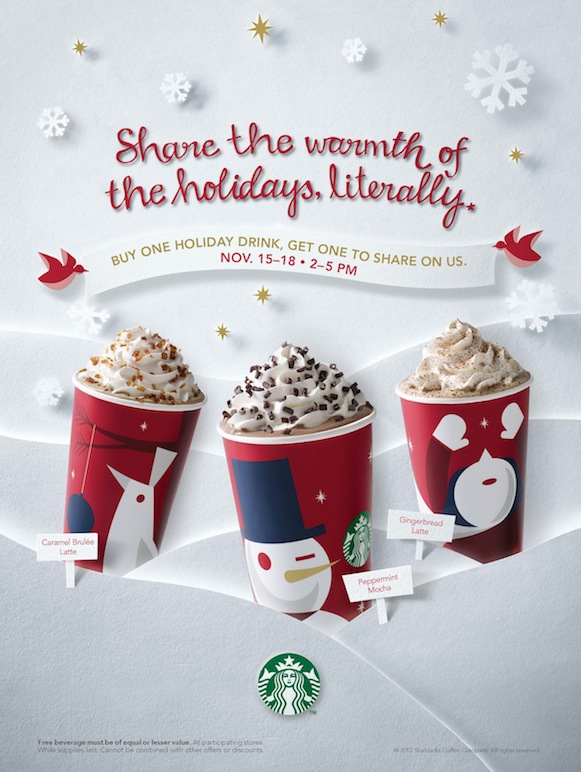 Share the warmth of
the holidays, literally.
BUY ONE HOLIDAY DRINK, GET ONE TO SHARE ON US.
NOV. 15–18 • 2–5 PM
Caramel Brulée
Latte
Gingerbread
Latte
Peppermint
Mocha
Free beverage must be of equal or lesser value. At participating stores.
While supplies last. Cannot be combined with other offers or discounts.
© 2012 Starbucks Coffee Company. All rights reserved.